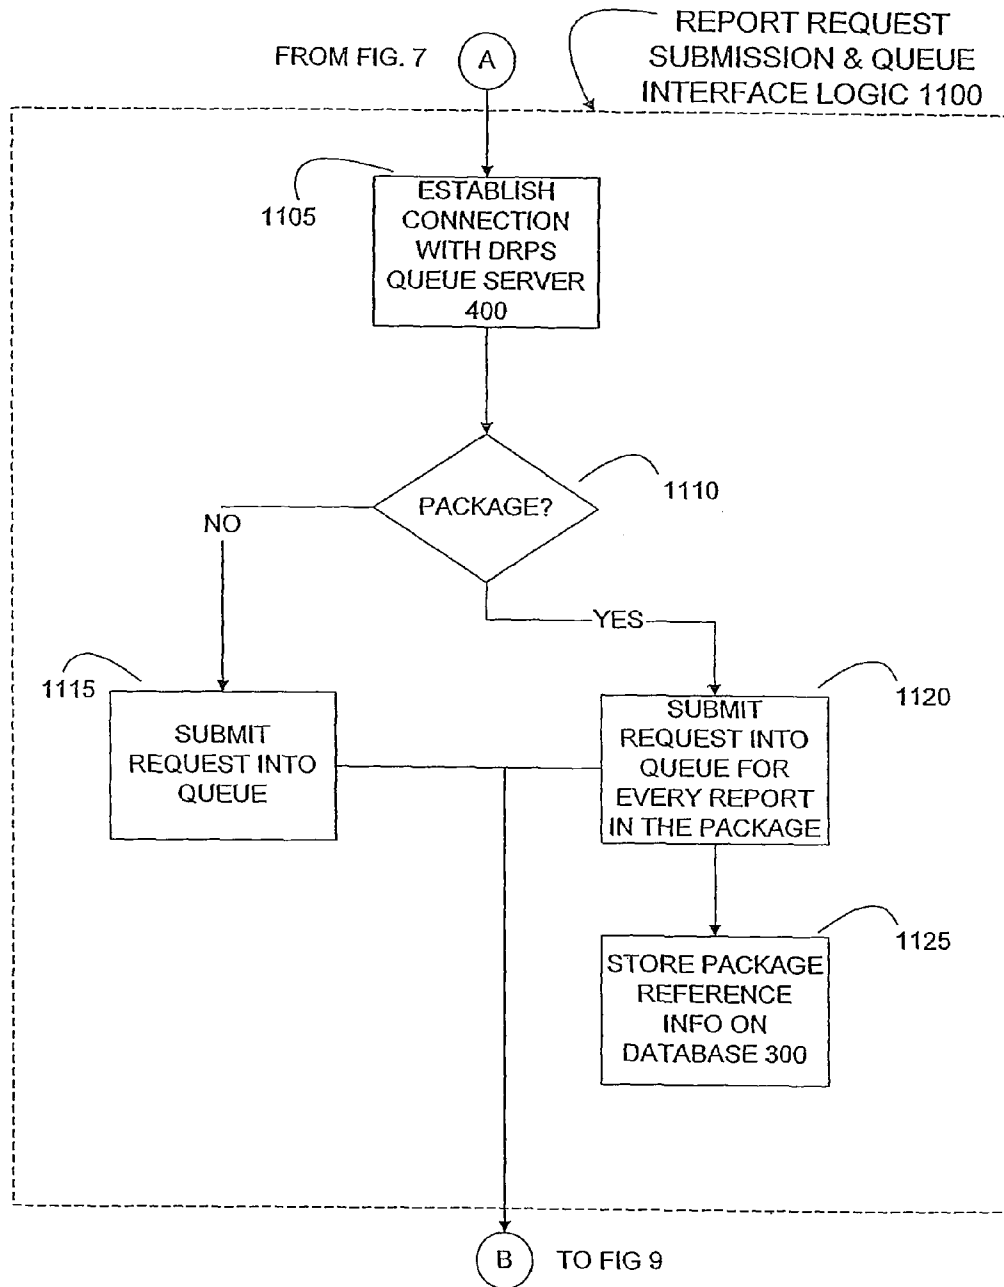 REPORT REQUEST
SUBMISSION & QUEUE
INTERFACE LOGIC 1100
FROM FIG. 7
A
1105
ESTABLISH
CONNECTION
WITH DRPS
QUEUE SERVER
400
PACKAGE?
1110
NO
YES
1115
SUBMIT
REQUEST INTO
QUEUE
1120
SUBMIT
REQUEST INTO
QUEUE FOR
EVERY REPORT
IN THE PACKAGE
1125
STORE PACKAGE
REFERENCE
INFO ON
DATABASE 300
B
TO FIG 9